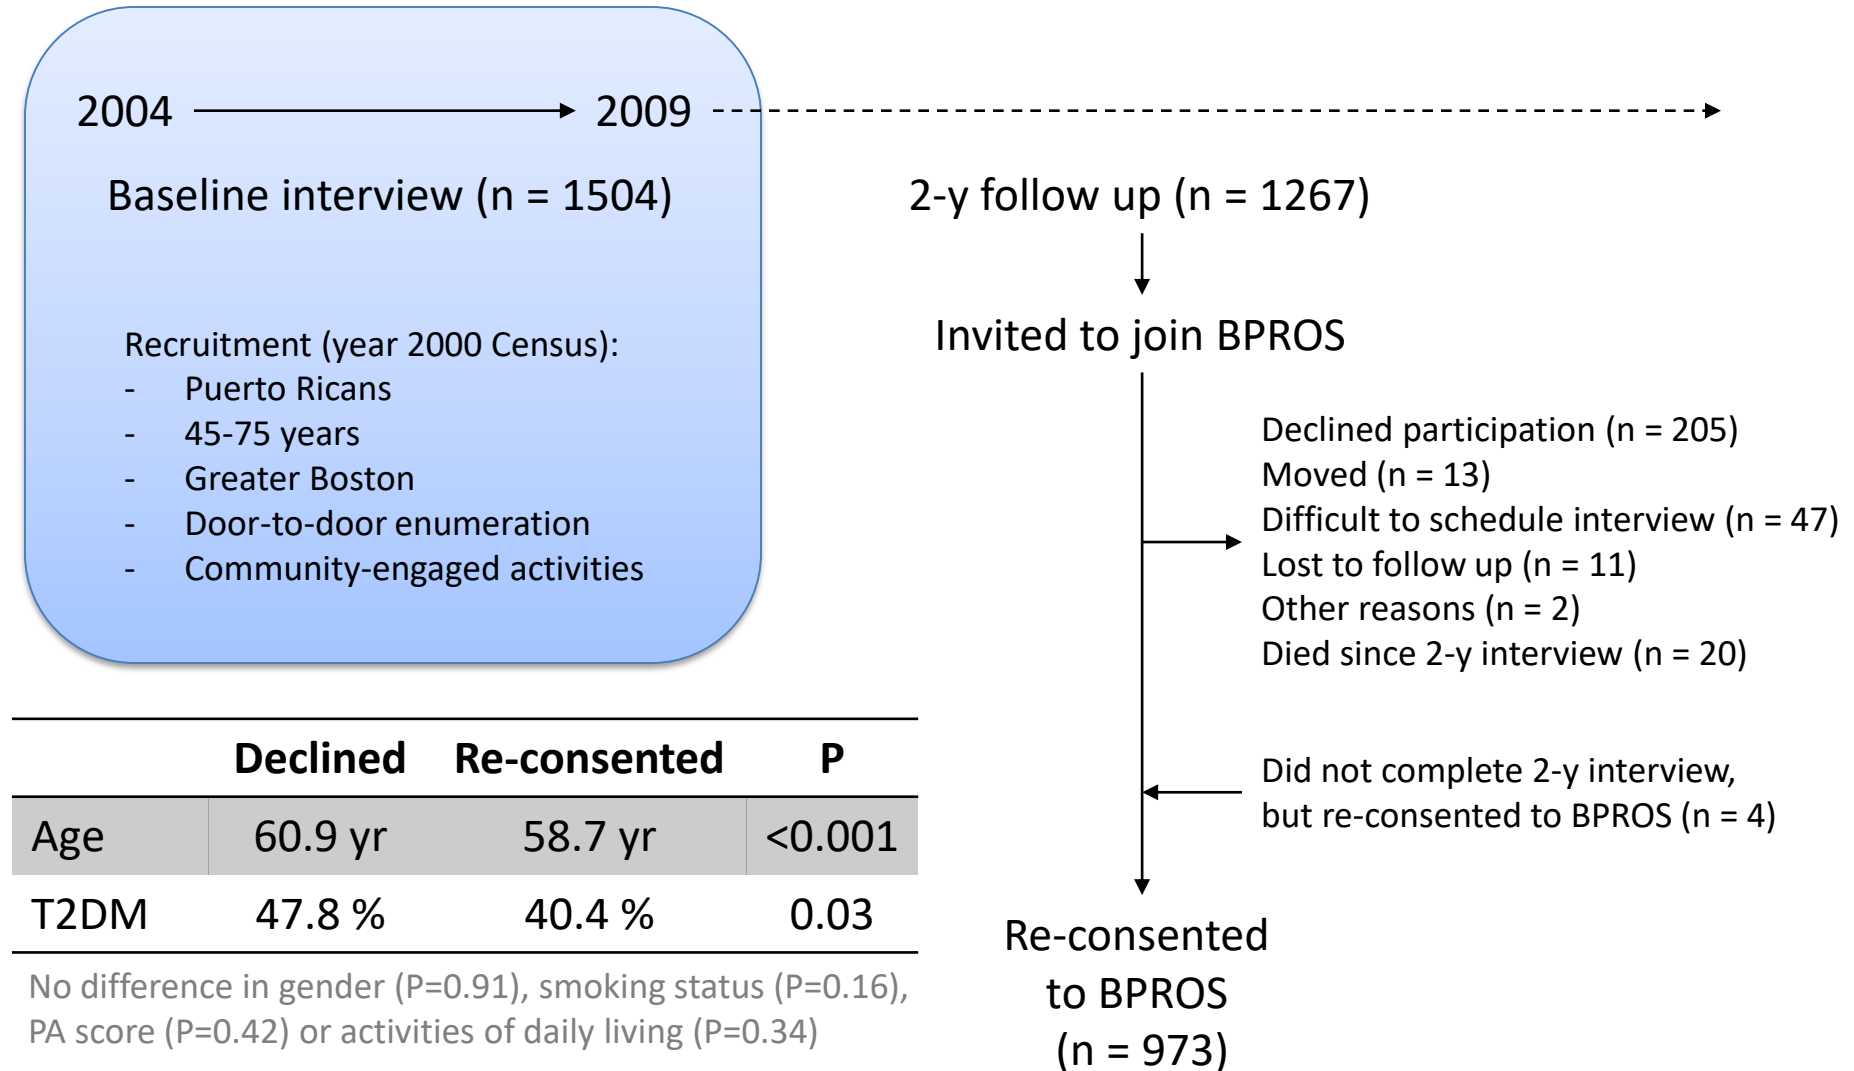 2004
2009
Baseline interview (n = 1504)
Recruitment (year 2000 Census):
- Puerto Ricans
- 45-75 years
- Greater Boston
- Door-to-door enumeration
- Community-engaged activities
2-y follow up (n = 1267)
Invited to join BPROS
Declined participation (n = 205)
Moved (n = 13)
Difficult to schedule interview (n = 47)
Lost to follow up (n = 11)
Other reasons (n = 2)
Died since 2-y interview (n = 20)
Did not complete 2-y interview,
but re-consented to BPROS (n = 4)
Re-consented
to BPROS
(n = 973)
Declined Re-consented P
Age 60.9 yr 58.7 yr <0.001
T2DM 47.8 % 40.4 % 0.03
No difference in gender (P=0.91), smoking status (P=0.16),
PA score (P=0.42) or activities of daily living (P=0.34)